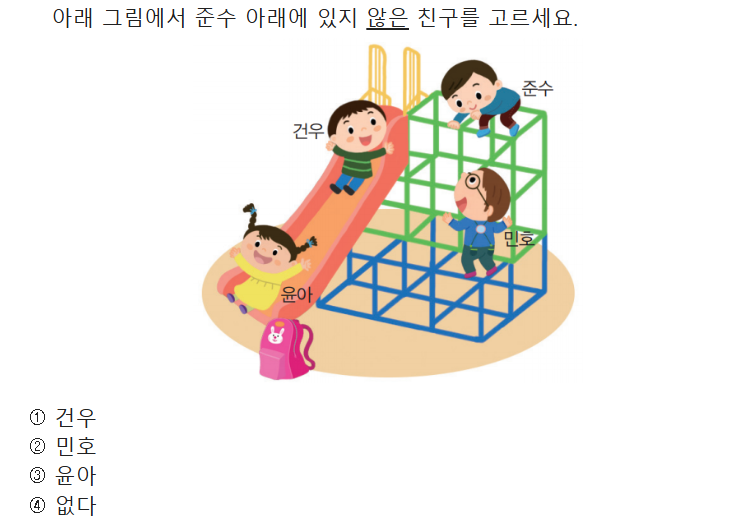 아래 그림에서 준수 아래에 있지 않은 친구를 고르세요.
준수
건우
민호
윤아
① 건우
② 민호
③ 윤아
④ 없다